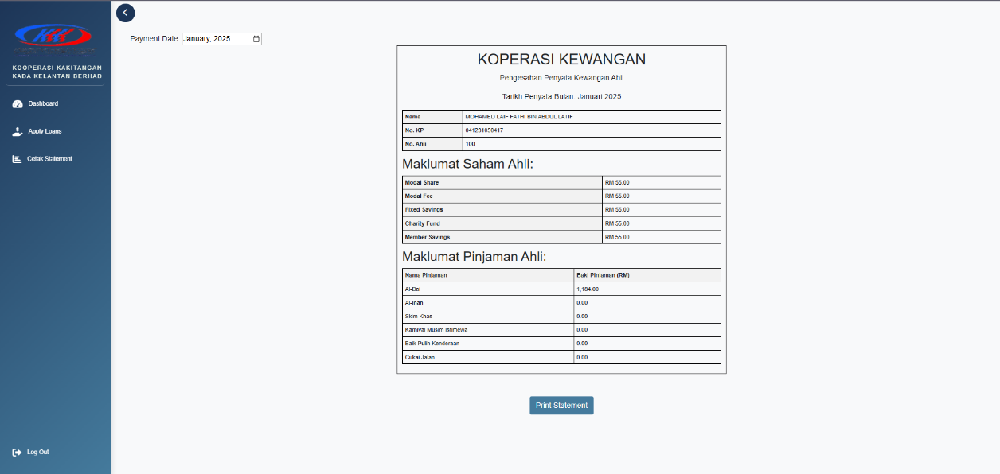 KOOPERASI KAKITANGAN
KADA KELANTAN BERHAD
Dashboard
Apply Loans
Cetak Statement
Log Out
Payment Date: January, 2025
KOPERASI KEWANGAN
Pengesahan Penyata Kewangan Ahli
Tarikh Penyata Bulan: Januari 2025
Nama MOHAMED LAIF FATHI BIN ABDUL LATIF
No. KP 041231050417
No. Ahli 100
Maklumat Saham Ahli:
Modal Share RM 55.00
Modal Fee RM 55.00
Fixed Savings RM 55.00
Charity Fund RM 55.00
Member Savings RM 55.00
Maklumat Pinjaman Ahli:
Nama Pinjaman Baki Pinjaman (RM)
Al-Bai 1,184.00
Al-Inah 0.00
Skim Khas 0.00
Karnival Musim Istimewa 0.00
Baik Pulih Kenderaan 0.00
Cukai Jalan 0.00
Print Statement